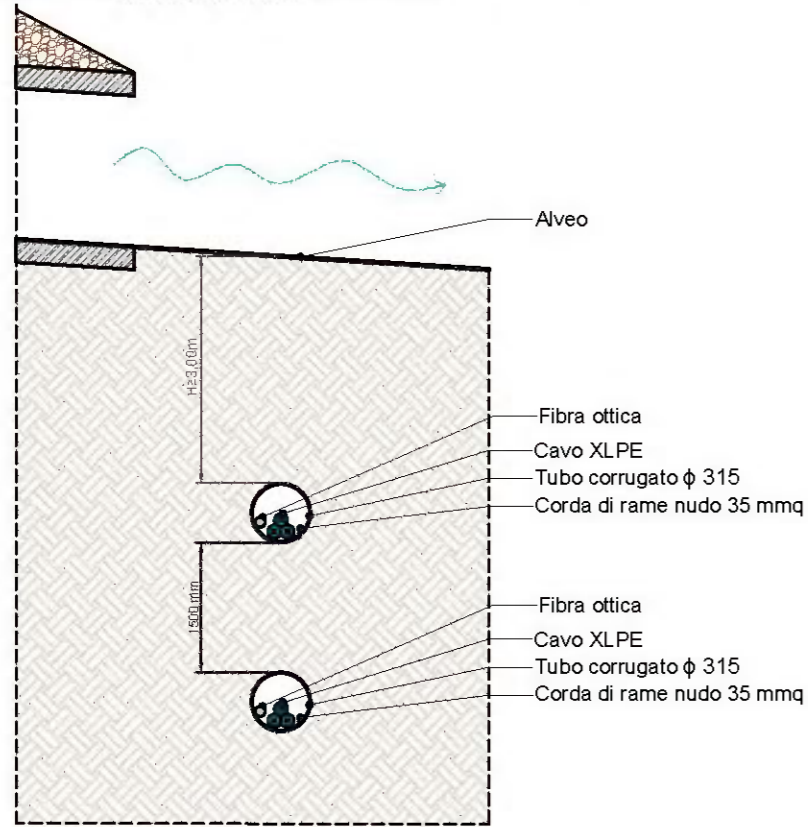 Alveo
H≥3,00m
Fibra ottica
Cavo XLPE
Tubo corrugato ϕ 315
Corda di rame nudo 35 mmq
1500 mm
Fibra ottica
Cavo XLPE
Tubo corrugato ϕ 315
Corda di rame nudo 35 mmq